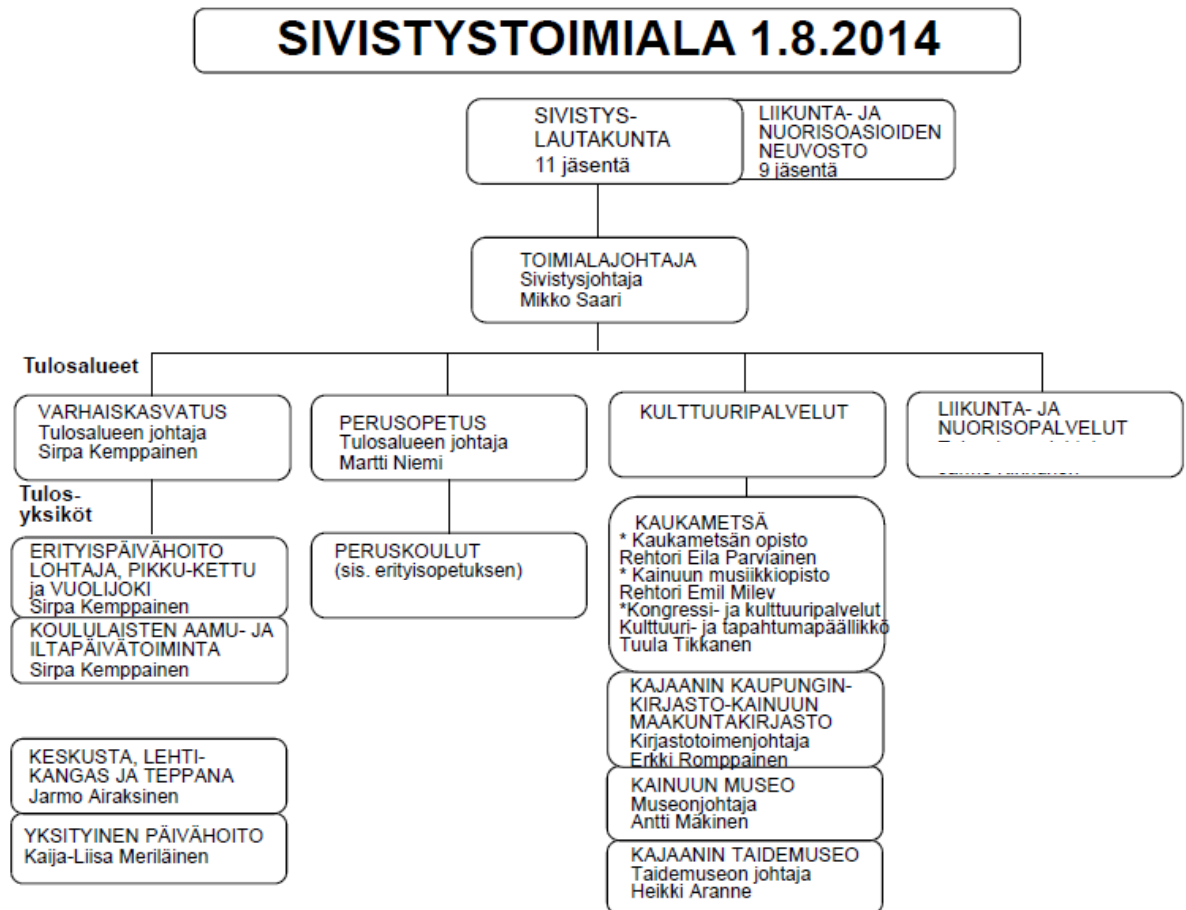 SIVISTYSTOIMIALA 1.8.2014
SIVISTYS-
LAUTAKUNTA
11 jäsentä
LIIKUNTA- JA
NUORISOASIOIDEN
NEUVOSTO
9 jäsentä
TOIMIALAJOHTAJA
Sivistysjohtaja
Mikko Saari
Tulosalueet
VARHAISKASVATUS
Tulosalueen johtaja
Sirpa Kemppainen
PERUSOPETUS
Tulosalueen johtaja
Martti Niemi
KULTTUURIPALVELUT
LIIKUNTA- JA
NUORISOPALVELUT
Tulos-
yksiköt
ERITYISPÄIVÄHOITO
LOHTAJA, PIKKU-KETTU
ja VUOLIJOKI
Sirpa Kemppainen
KOULULAISTEN AAMU- JA
ILTAPÄIVÄTOIMINTA
Sirpa Kemppainen
KESKUSTA, LEHTI-
KANGAS JA TEPPANA
Jarmo Airaksinen
YKSITYINEN PÄIVÄHOITO
Kaija-Liisa Meriläinen
PERUSKOULUT
(sis. erityisopetuksen)
KAUKAMETSÄ
* Kaukametsän opisto
Rehtori Eila Parviainen
* Kainuun musiikkiopisto
Rehtori Emil Milev
*Kongressi- ja kulttuuripalvelut
Kulttuuri- ja tapahtumapäällikkö
Tuula Tikkanen
KAJAANIN KAUPUNGIN-
KIRJASTO-KAINUUN
MAAKUNTAKIRJASTO
Kirjastotoimenjohtaja
Erkki Romppainen
KAINUUN MUSEO
Museonjohtaja
Antti Mäkinen
KAJAANIN TAIDEMUSEO
Taidemuseon johtaja
Heikki Aranne